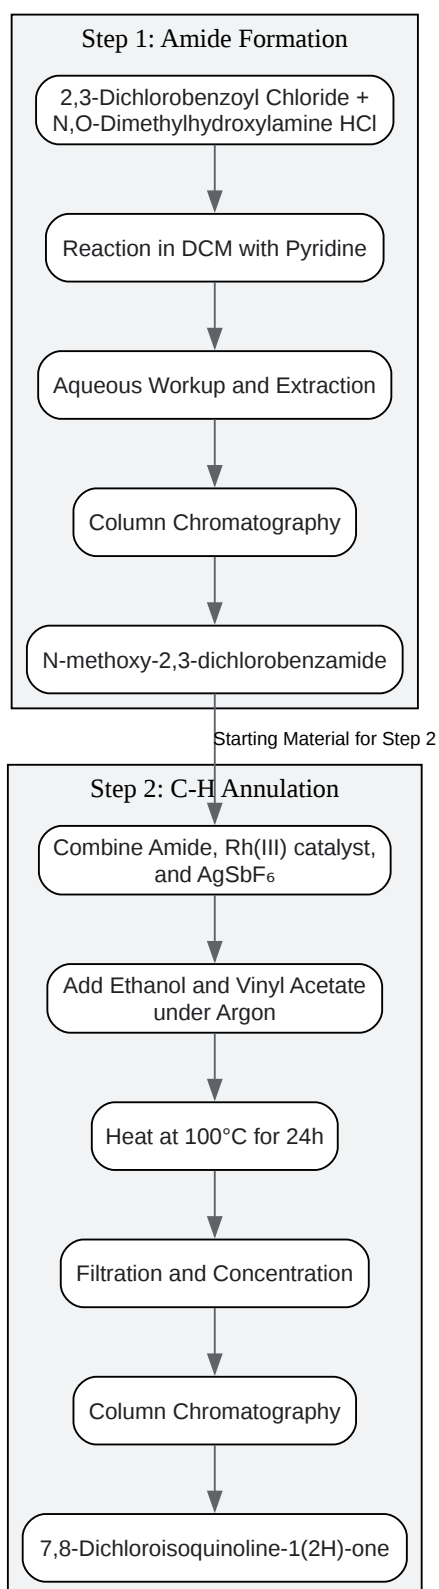 Step 1: Amide Formation
2,3-Dichlorobenzoyl Chloride +
N,O-Dimethylhydroxylamine HCl
Reaction in DCM with Pyridine
Aqueous Workup and Extraction
Column Chromatography
N-methoxy-2,3-dichlorobenzamide
Starting Material for Step 2
Step 2: C-H Annulation
Combine Amide, Rh(III) catalyst,
and AgSbF₆
Add Ethanol and Vinyl Acetate
under Argon
Heat at 100°C for 24h
Filtration and Concentration
Column Chromatography
7,8-Dichloroisoquinoline-1(2H)-one